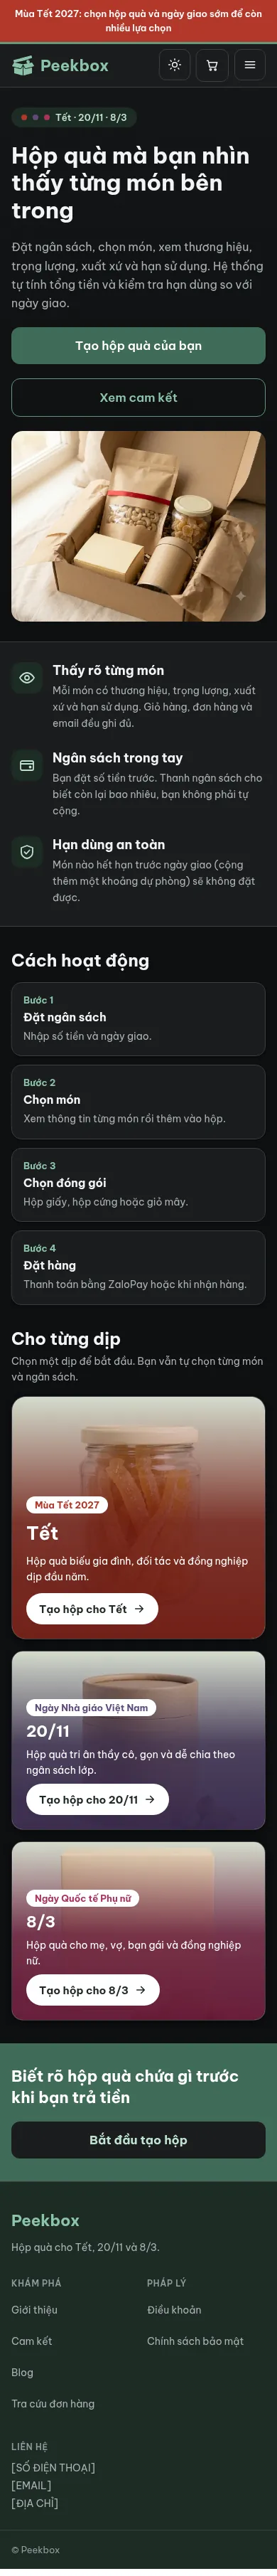 Mùa Tết 2027: chọn hộp quà và ngày giao sớm để còn
nhiều lựa chọn
Peekbox
Tết · 20/11 · 8/3
Hộp quà mà bạn nhìn
thấy từng món bên
trong
Đặt ngân sách, chọn món, xem thương hiệu,
trọng lượng, xuất xứ và hạn sử dụng. Hệ thống
tự tính tổng tiền và kiểm tra hạn dùng so với
ngày giao.
Tạo hộp quà của bạn
Xem cam kết
Thấy rõ từng món
Mỗi món có thương hiệu, trọng lượng, xuất
xứ và hạn sử dụng. Giỏ hàng, đơn hàng và
email đều ghi đủ.
Ngân sách trong tay
Bạn đặt số tiền trước. Thanh ngân sách cho
biết còn lại bao nhiêu, bạn không phải tự
cộng.
Hạn dùng an toàn
Món nào hết hạn trước ngày giao (cộng
thêm một khoảng dự phòng) sẽ không đặt
được.
Cách hoạt động
Bước 1
Đặt ngân sách
Nhập số tiền và ngày giao.
Bước 2
Chọn món
Xem thông tin từng món rồi thêm vào hộp.
Bước 3
Chọn đóng gói
Hộp giấy, hộp cứng hoặc giỏ mây.
Bước 4
Đặt hàng
Thanh toán bằng ZaloPay hoặc khi nhận hàng.
Cho từng dịp
Chọn một dịp để bắt đầu. Bạn vẫn tự chọn từng món
và ngân sách.
Mùa Tết 2027
Tết
Hộp quà biếu gia đình, đối tác và đồng nghiệp
dịp đầu năm.
Tạo hộp cho Tết →
Ngày Nhà giáo Việt Nam
20/11
Hộp quà tri ân thầy cô, gọn và dễ chia theo
ngân sách lớp.
Tạo hộp cho 20/11 →
Ngày Quốc tế Phụ nữ
8/3
Hộp quà cho mẹ, vợ, bạn gái và đồng nghiệp
nữ.
Tạo hộp cho 8/3 →
Biết rõ hộp quà chứa gì trước
khi bạn trả tiền
Bắt đầu tạo hộp
Peekbox
Hộp quà cho Tết, 20/11 và 8/3.
KHÁM PHÁ
Giới thiệu
Cam kết
Blog
Tra cứu đơn hàng
PHÁP LÝ
Điều khoản
Chính sách bảo mật
LIÊN HỆ
[SỐ ĐIỆN THOẠI]
[EMAIL]
[ĐỊA CHỈ]
© Peekbox